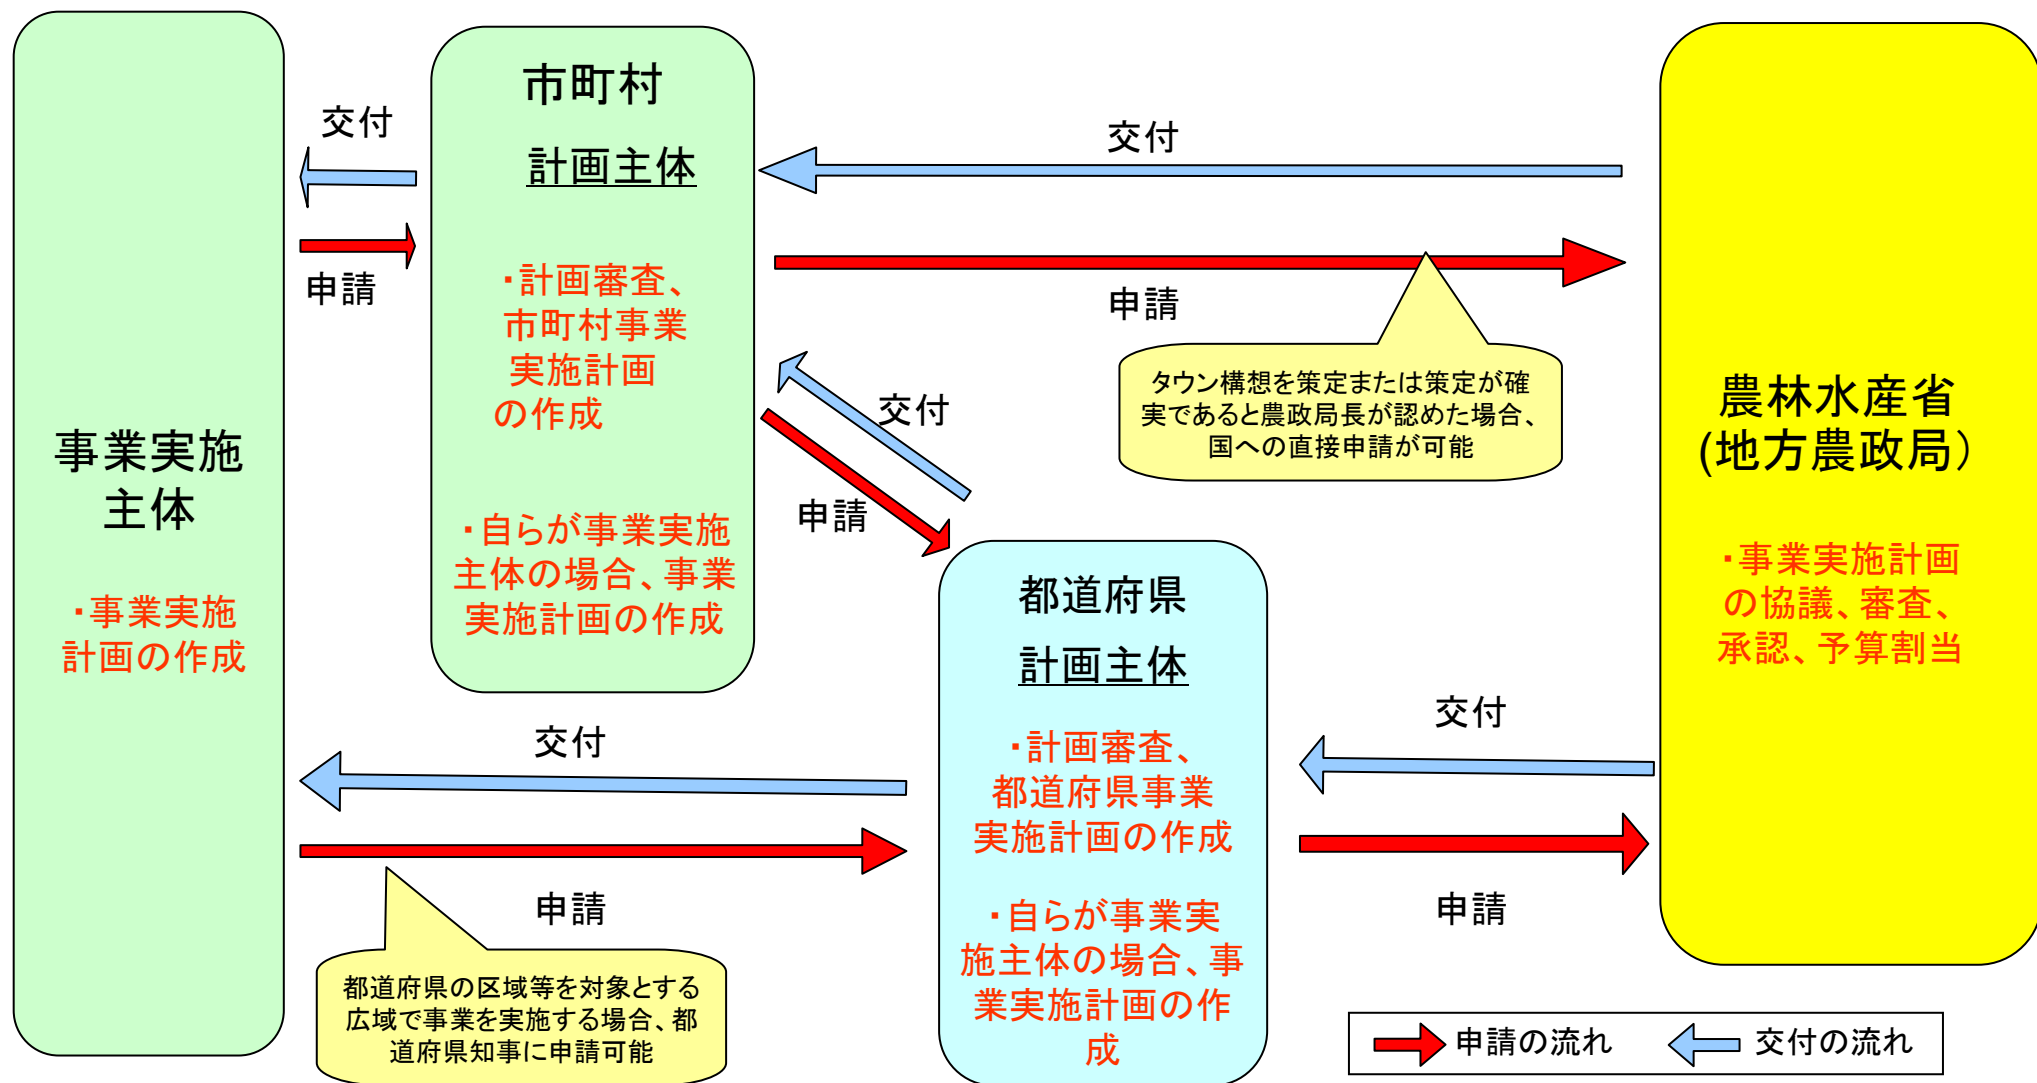 事業実施
主体
・事業実施
計画の作成
交付
申請
市町村
計画主体
・計画審査、
市町村事業
実施計画
の作成
・自らが事業実施
主体の場合、事業
実施計画の作成
交付
申請
タウン構想を策定または策定が確
実であると農政局長が認めた場合、
国への直接申請が可能
交付
申請
都道府県
計画主体
・計画審査、
都道府県事業
実施計画の作成
・自らが事業実
施主体の場合、事
業実施計画の作
成
交付
申請
都道府県の区域等を対象とする
広域で事業を実施する場合、都
道府県知事に申請可能
交付
申請
農林水産省
(地方農政局）
・事業実施計画
の協議、審査、
承認、予算割当
申請の流れ
交付の流れ